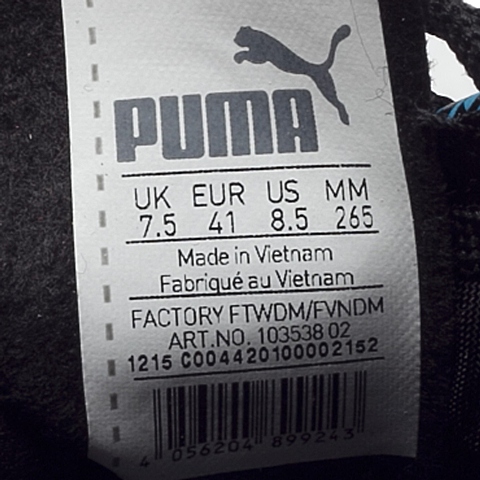 PUMA
UK EUR US MM
7.5 41 8.5 265
Made in Vietnam
Fabriqué au Vietnam
FACTORY FTWDM/FVNDM
ART.NO. 103538 02
1215 C004420100002152
4 056204 899243